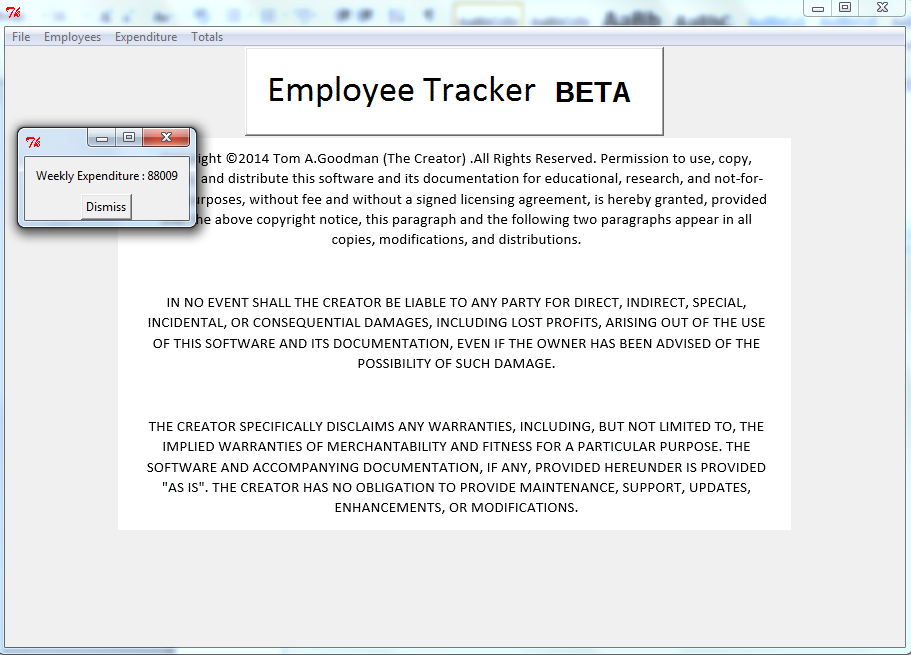 Tk
File Employees Expenditure Totals
Employee Tracker BETA
Tk
Weekly Expenditure : 88009
Dismiss
ight ©2014 Tom A.Goodman (The Creator) .All Rights Reserved. Permission to use, copy,
and distribute this software and its documentation for educational, research, and not-for-
urposes, without fee and without a signed licensing agreement, is hereby granted, provided
he above copyright notice, this paragraph and the following two paragraphs appear in all
copies, modifications, and distributions.
IN NO EVENT SHALL THE CREATOR BE LIABLE TO ANY PARTY FOR DIRECT, INDIRECT, SPECIAL,
INCIDENTAL, OR CONSEQUENTIAL DAMAGES, INCLUDING LOST PROFITS, ARISING OUT OF THE USE
OF THIS SOFTWARE AND ITS DOCUMENTATION, EVEN IF THE OWNER HAS BEEN ADVISED OF THE
POSSIBILITY OF SUCH DAMAGE.
THE CREATOR SPECIFICALLY DISCLAIMS ANY WARRANTIES, INCLUDING, BUT NOT LIMITED TO, THE
IMPLIED WARRANTIES OF MERCHANTABILITY AND FITNESS FOR A PARTICULAR PURPOSE. THE
SOFTWARE AND ACCOMPANYING DOCUMENTATION, IF ANY, PROVIDED HEREUNDER IS PROVIDED
"AS IS". THE CREATOR HAS NO OBLIGATION TO PROVIDE MAINTENANCE, SUPPORT, UPDATES,
ENHANCEMENTS, OR MODIFICATIONS.